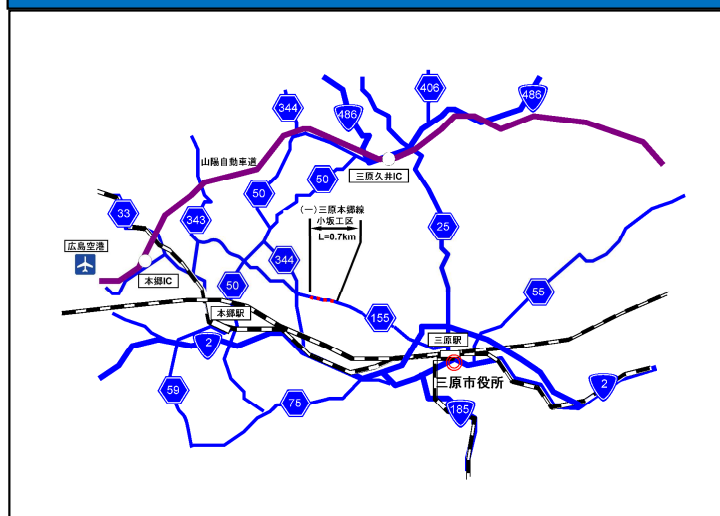 344
406
486
486
山陽自動車道
三原久井IC
50
50
33
343
(一)三原本郷線
小坂工区
L=0.7km
25
広島空港
344
本郷IC
50
55
本郷駅
155
2
三原駅
三原市役所
59
75
185
2